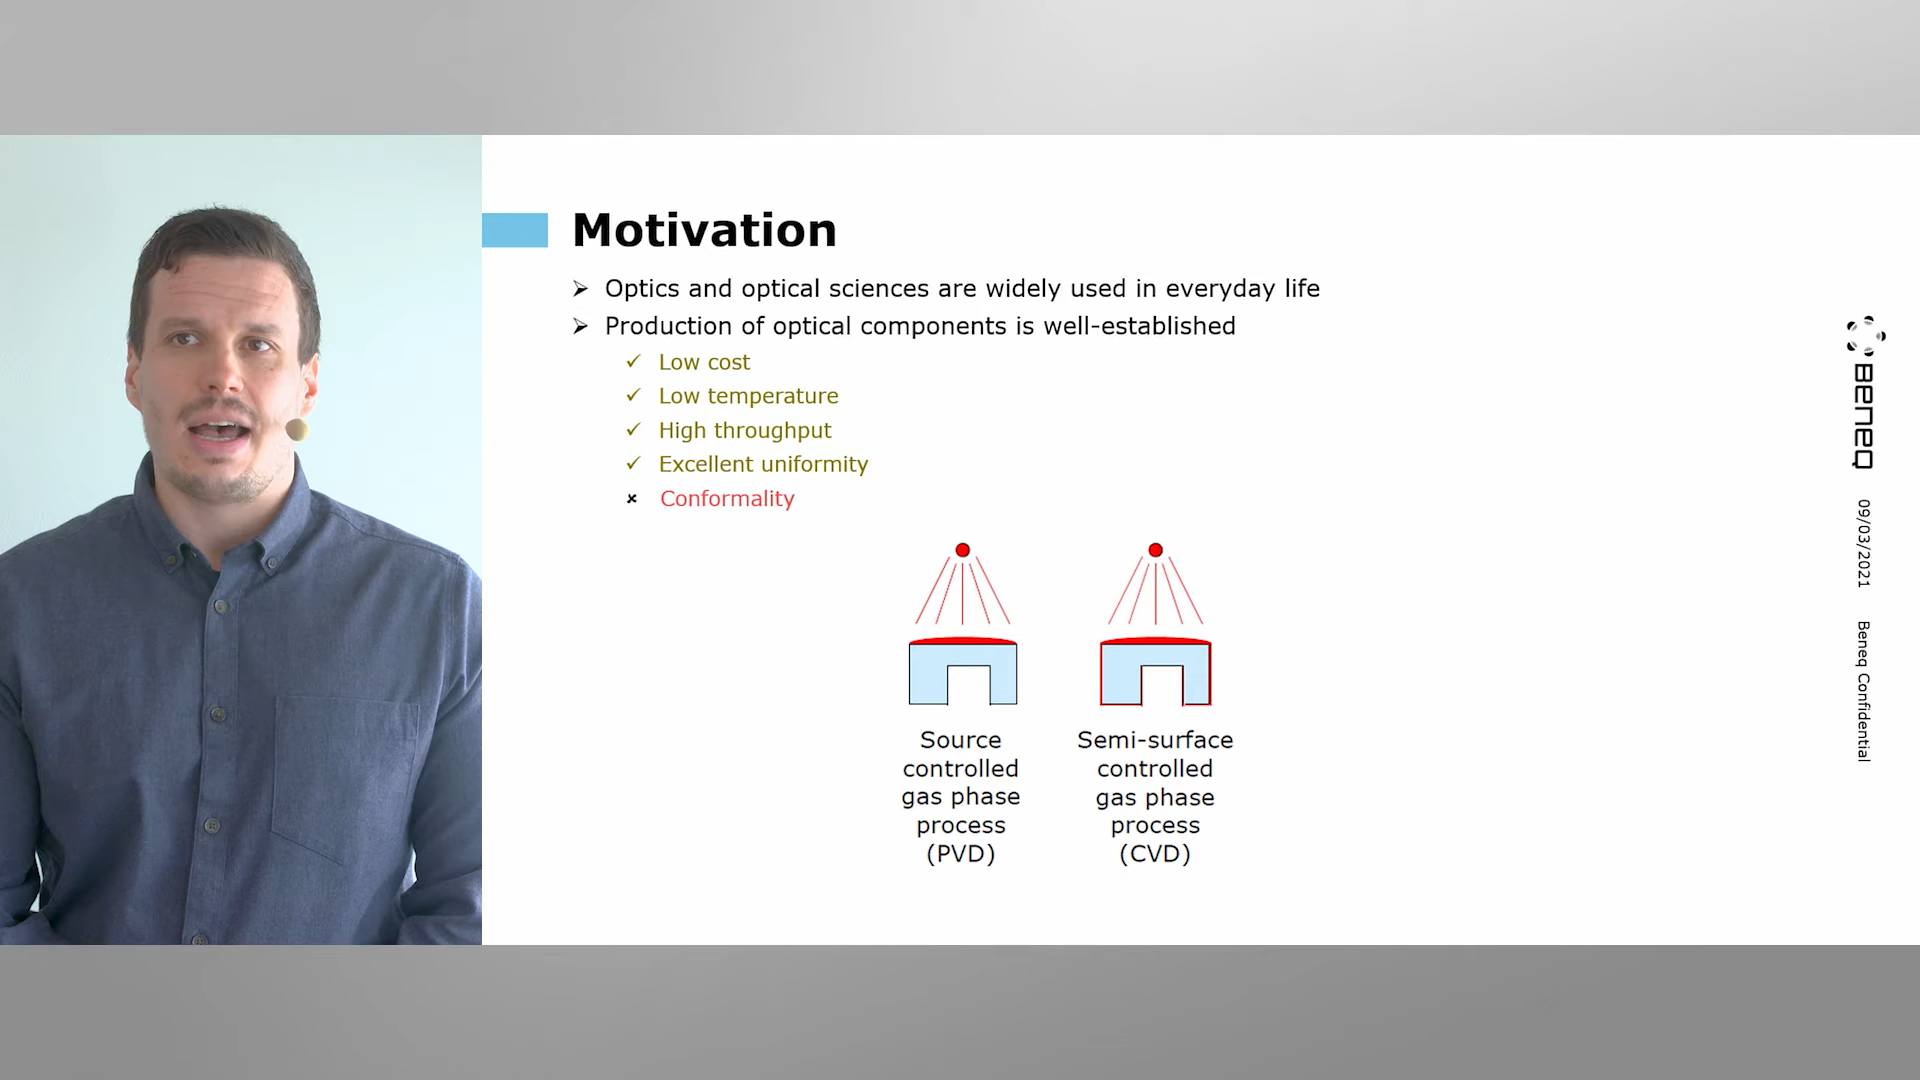 Motivation
Optics and optical sciences are widely used in everyday life
Production of optical components is well-established
Low cost
Low temperature
High throughput
Excellent uniformity
Conformality
Source
controlled
gas phase
process
(PVD)
Semi-surface
controlled
gas phase
process
(CVD)
BENEQ
09/03/2021
Beneq Confidential